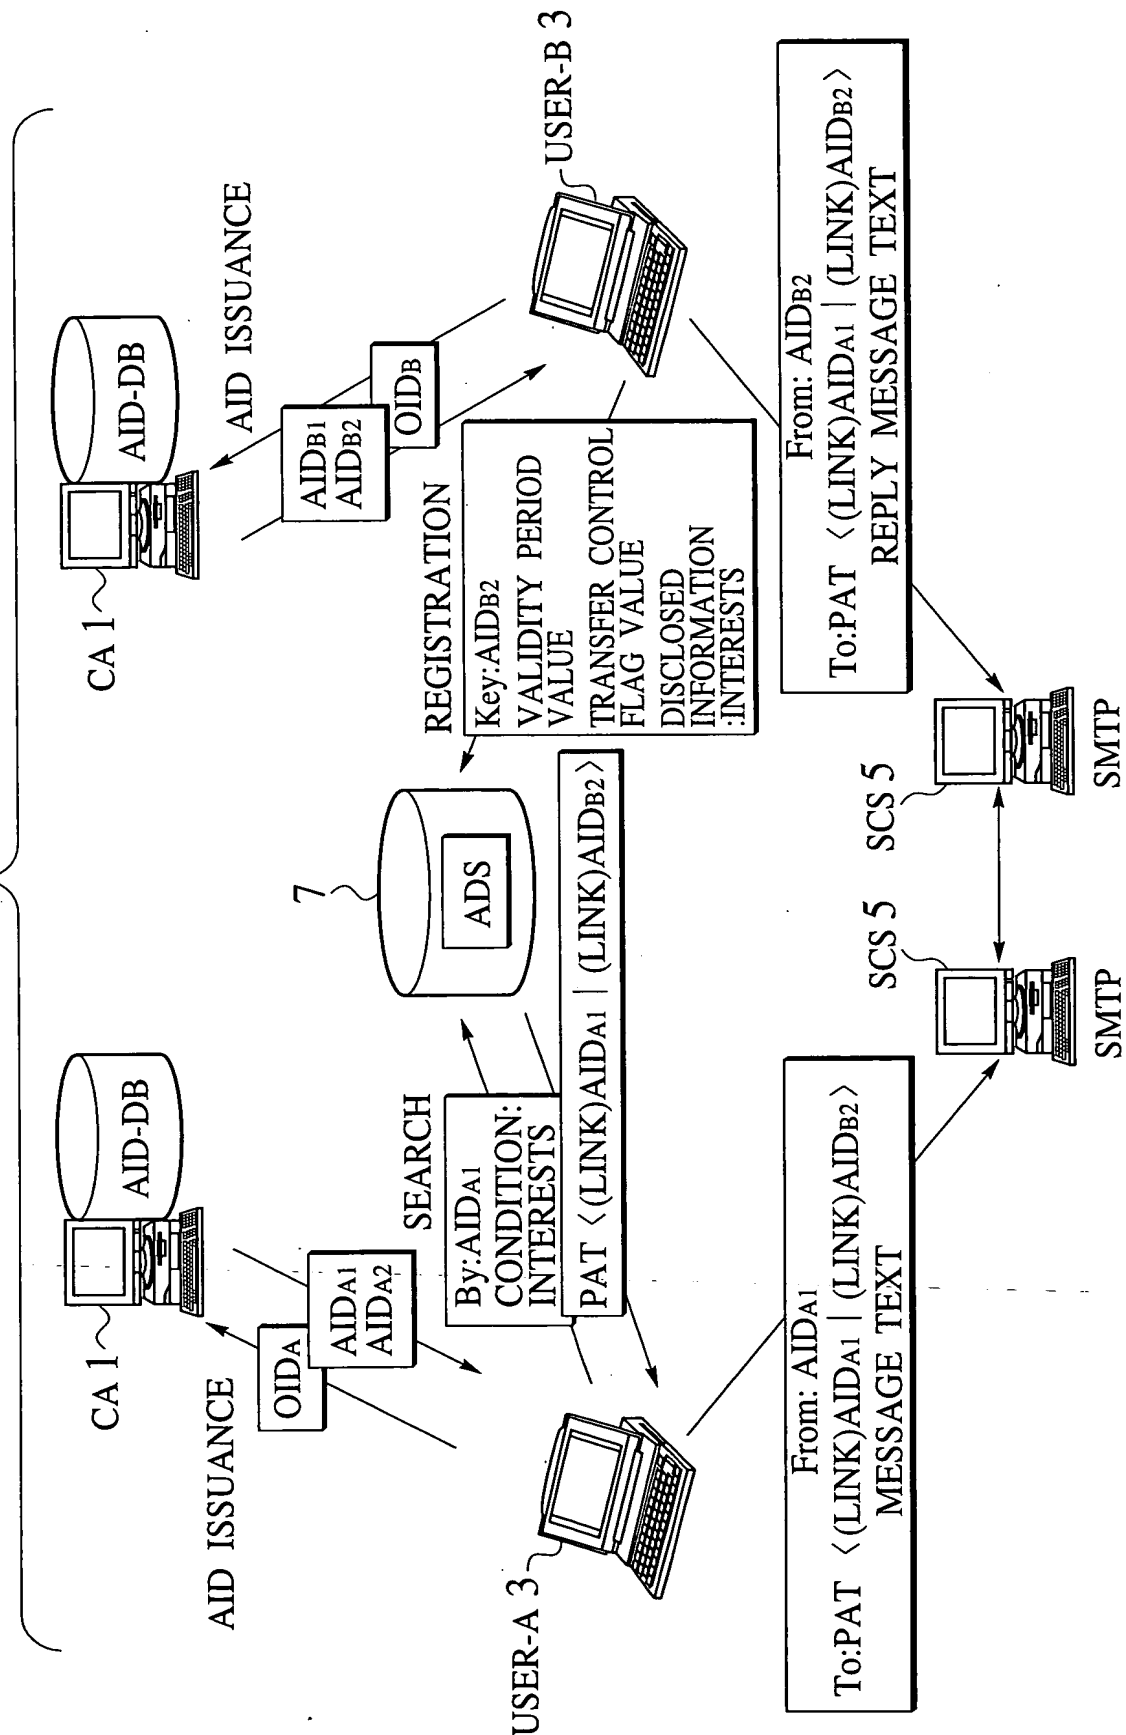 CA 1
AID-DB
AID ISSUANCE
OIDA
AIDA1
AIDA2
USER-A 3
SEARCH
By:AIDA1
CONDITION:
INTERESTS
PAT <(LINK)AIDA1 | (LINK)AIDB2>
7
ADS
CA 1
AID-DB
AID ISSUANCE
AIDB1
AIDB2
OIDB
USER-B 3
REGISTRATION
Key:AIDB2
VALIDITY PERIOD
VALUE
TRANSFER CONTROL
FLAG VALUE
DISCLOSED
INFORMATION
:INTERESTS
From: AIDA1
To:PAT <(LINK)AIDA1 | (LINK)AIDB2>
MESSAGE TEXT
SCS 5
SMTP
SCS 5
SMTP
From: AIDB2
To:PAT <(LINK)AIDA1 | (LINK)AIDB2>
REPLY MESSAGE TEXT